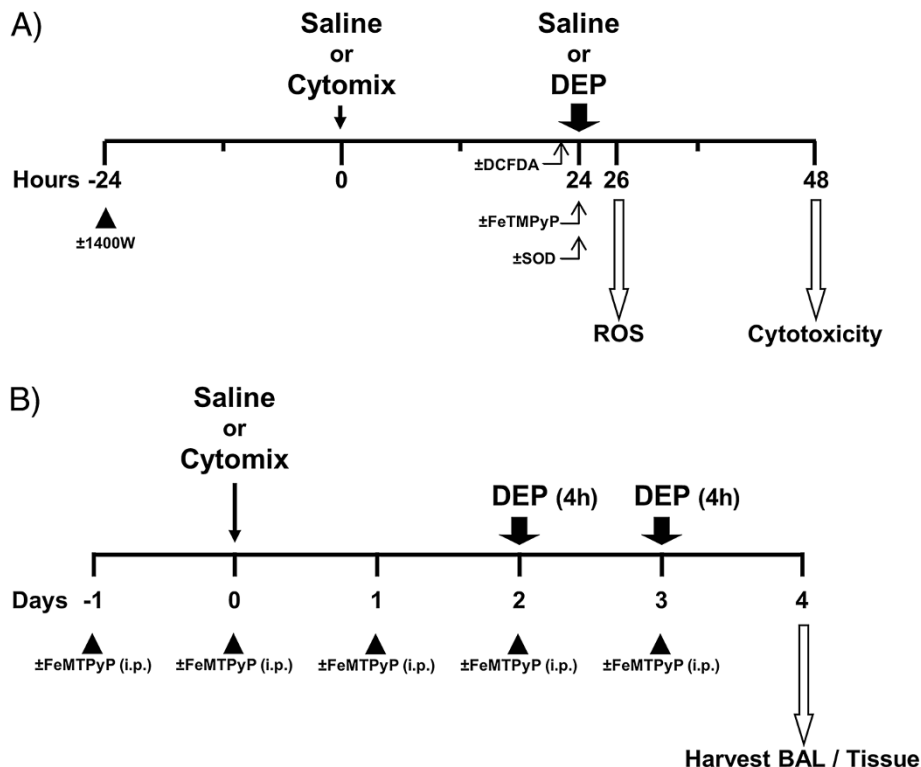 A)
Saline
or
Cytomix
Saline
or
DEP
±DCFDA
Hours -24 0 24 26 48
±1400W
±FeTMPyP
±SOD
ROS
Cytotoxicity
B)
Saline
or
Cytomix
DEP (4h) DEP (4h)
Days -1 0 1 2 3 4
±FeMTPyP (i.p.) ±FeMTPyP (i.p.) ±FeMTPyP (i.p.) ±FeMTPyP (i.p.) ±FeMTPyP (i.p.)
Harvest BAL / Tissue